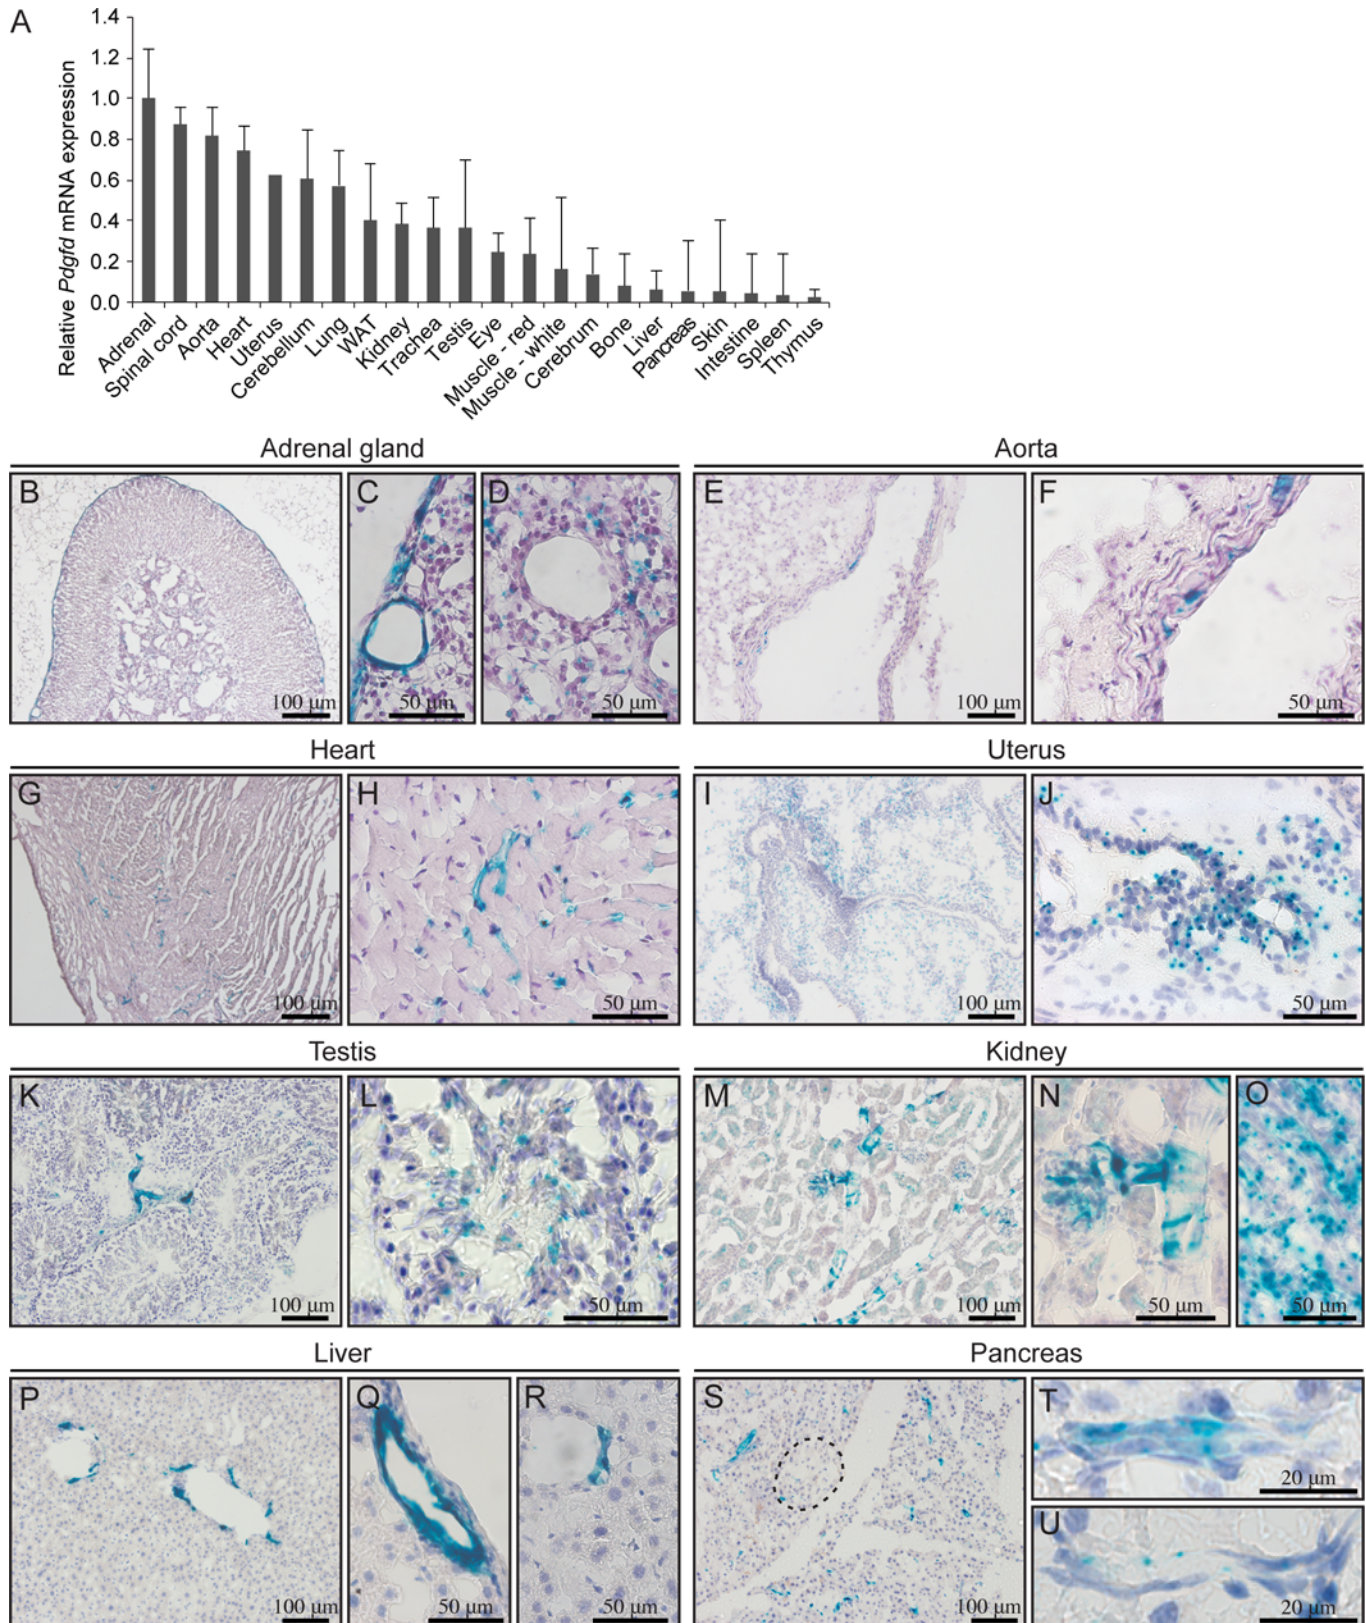 A
1.4
1.2
1.0
0.8
0.6
0.4
0.2
0.0
Relative Pdgfd mRNA expression
Adrenal
Spinal cord
Aorta
Heart
Uterus
Cerebellum
Lung
WAT
Kidney
Trachea
Testis
Eye
Muscle - red
Muscle - white
Cerebrum
Bone
Liver
Pancreas
Skin
Intestine
Spleen
Thymus
Adrenal gland
Aorta
B
C
D
E
F
100 µm
50 µm
50 µm
100 µm
50 µm
Heart
Uterus
G
H
I
J
100 µm
50 µm
100 µm
50 µm
Testis
Kidney
K
L
M
N
O
100 µm
50 µm
100 µm
50 µm
50 µm
Liver
Pancreas
P
Q
R
S
T
20 µm
U
100 µm
50 µm
50 µm
100 µm
20 µm